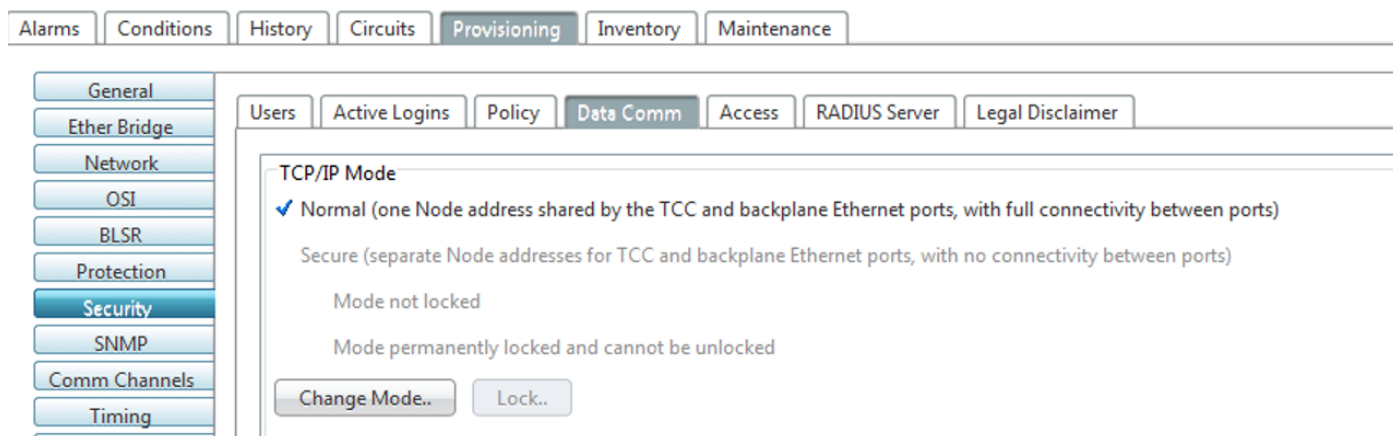 Alarms Conditions History Circuits Provisioning Inventory Maintenance
General
Ether Bridge
Network
OSI
BLSR
Protection
Security
SNMP
Comm Channels
Timing
Users Active Logins Policy Data Comm Access RADIUS Server Legal Disclaimer
TCP/IP Mode
Normal (one Node address shared by the TCC and backplane Ethernet ports, with full connectivity between ports)
Secure (separate Node addresses for TCC and backplane Ethernet ports, with no connectivity between ports)
Mode not locked
Mode permanently locked and cannot be unlocked
Change Mode.. Lock..